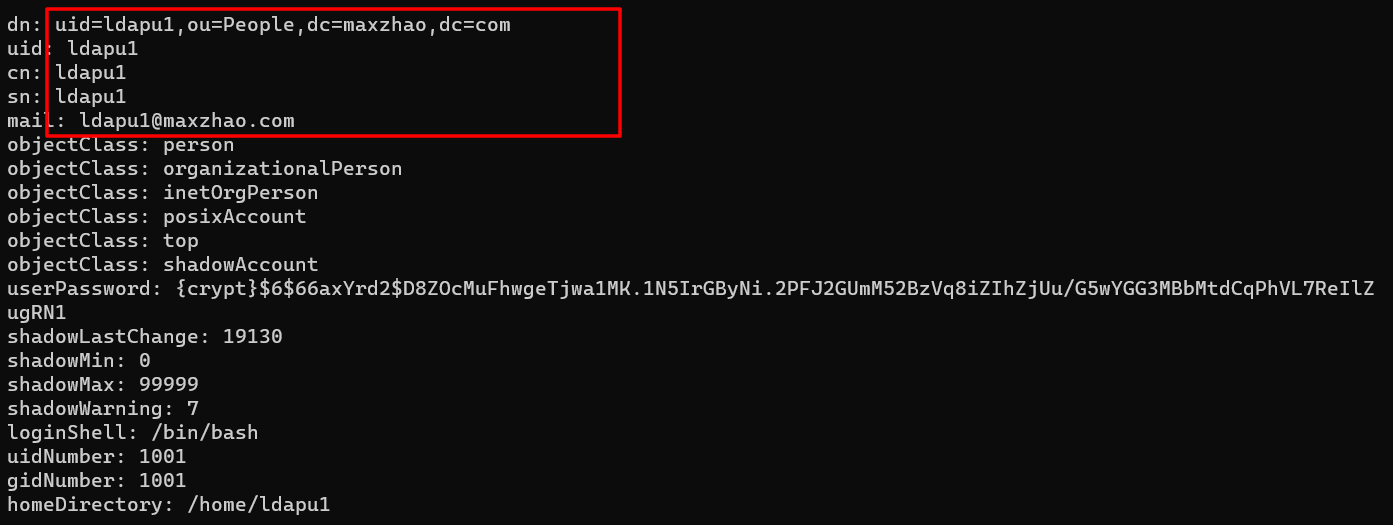 dn: uid=ldapu1,ou=People,dc=maxzhao,dc=com
uid: ldapu1
cn: ldapu1
sn: ldapu1
mail: ldapu1@maxzhao.com
objectClass: person
objectClass: organizationalPerson
objectClass: inetOrgPerson
objectClass: posixAccount
objectClass: top
objectClass: shadowAccount
userPassword: {crypt}$6$66axYrd2$D8ZOcMuFhwgeTjwa1MK.1N5IrGByNi.2PFJ2GUmM52BzVq8iZIhZjUu/G5wYGG3MBbMtdCqPhVL7ReIlZ
ugRN1
shadowLastChange: 19130
shadowMin: 0
shadowMax: 99999
shadowWarning: 7
loginShell: /bin/bash
uidNumber: 1001
gidNumber: 1001
homeDirectory: /home/ldapu1